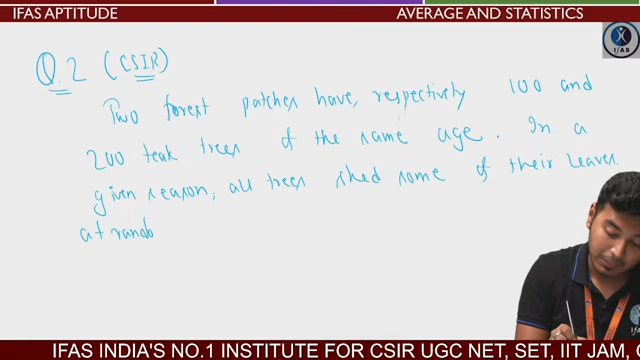 IFAS APTITUDE
AVERAGE AND STATISTICS
IFAS
Q.2 (CSIR)
Two forest patches have, respectively 100 and
200 teak trees of the same age. In a
given season, all trees shed some of their leaves
at rando
IFAS INDIA'S NO.1 INSTITUTE FOR CSIR UGC NET, SET, IIT JAM, G